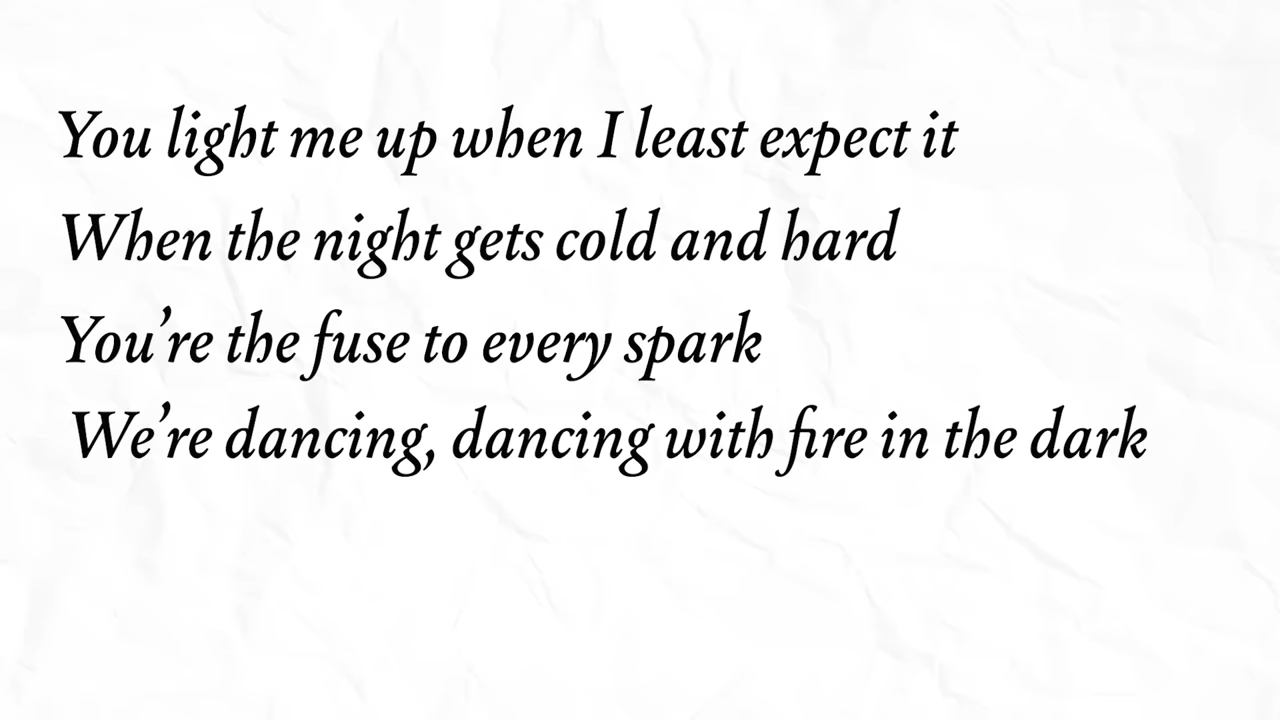 You light me up when I least expect it
When the night gets cold and hard
You’re the fuse to every spark
We’re dancing, dancing with fire in the dark